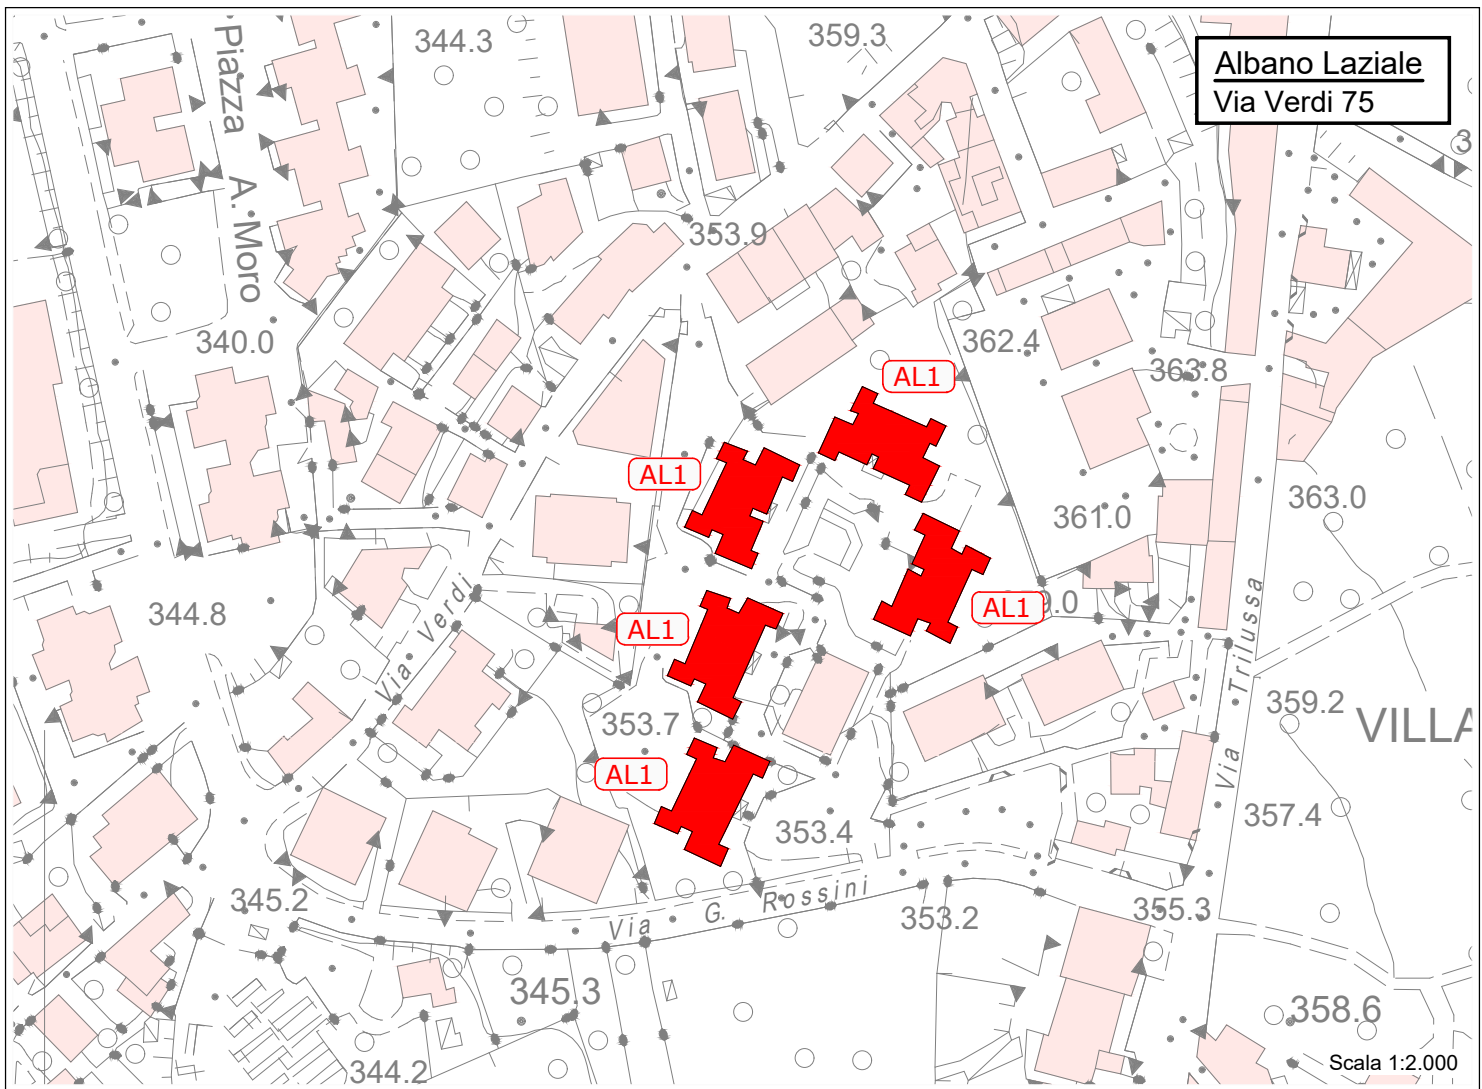 Albano Laziale
Via Verdi 75
344.3
359.3
Piazza A. Moro
353.9
340.0
362.4
363.8
AL1
AL1
363.0
361.0
344.8
Via Verdi
AL1
AL1
Via Trilussa
359.2
353.7
VILLA
AL1
357.4
353.4
345.2
Via G. Rossini
353.2
355.3
345.3
358.6
344.2
Scala 1:2.000